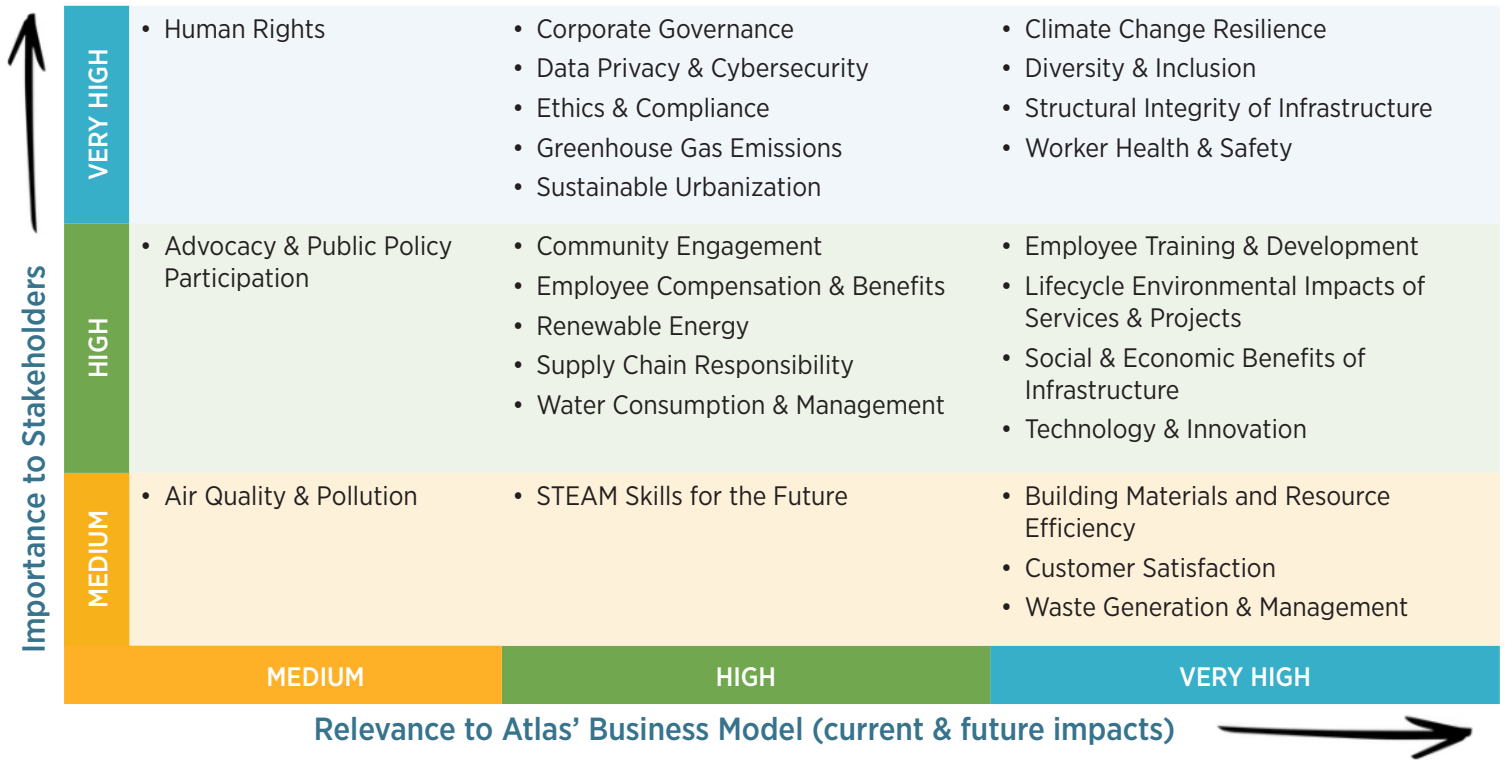 Importance to Stakeholders
VERY HIGH
• Human Rights
• Corporate Governance
• Data Privacy & Cybersecurity
• Ethics & Compliance
• Greenhouse Gas Emissions
• Sustainable Urbanization
• Climate Change Resilience
• Diversity & Inclusion
• Structural Integrity of Infrastructure
• Worker Health & Safety
HIGH
• Advocacy & Public Policy
Participation
• Community Engagement
• Employee Compensation & Benefits
• Renewable Energy
• Supply Chain Responsibility
• Water Consumption & Management
• Employee Training & Development
• Lifecycle Environmental Impacts of
Services & Projects
• Social & Economic Benefits of
Infrastructure
• Technology & Innovation
MEDIUM
• Air Quality & Pollution
• STEAM Skills for the Future
• Building Materials and Resource
Efficiency
• Customer Satisfaction
• Waste Generation & Management
MEDIUM
HIGH
VERY HIGH
Relevance to Atlas’ Business Model (current & future impacts)